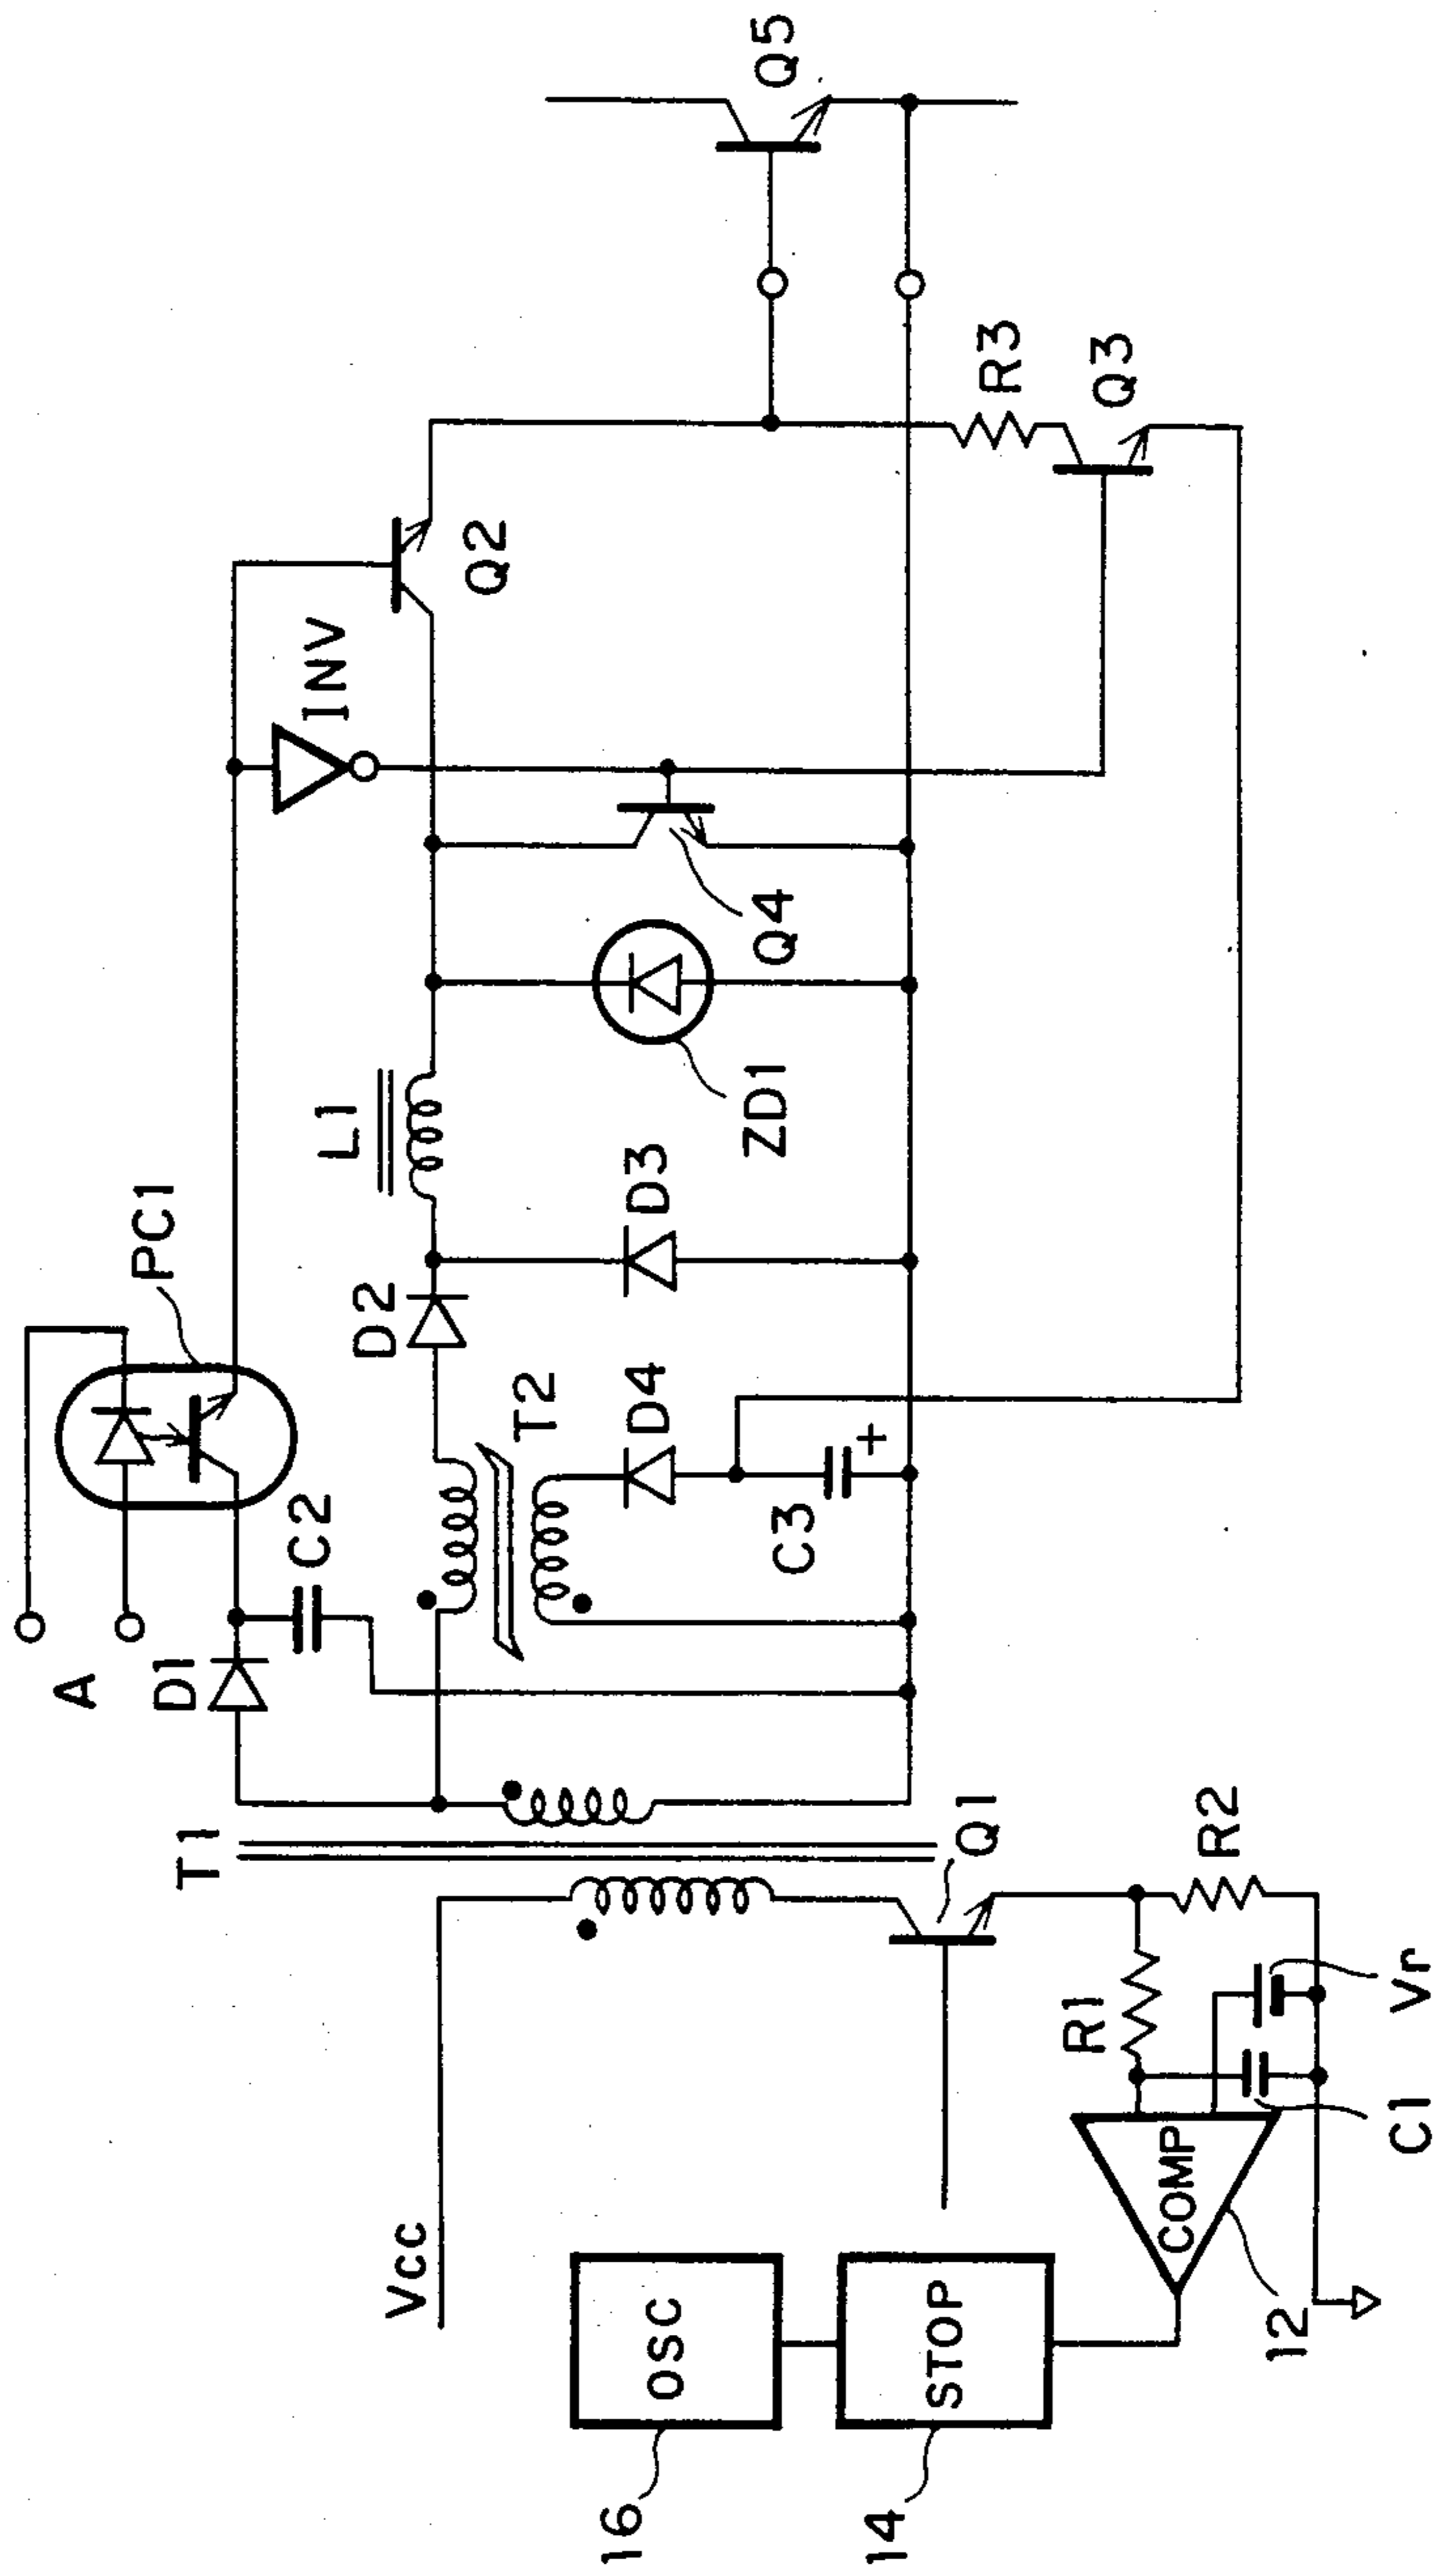 A
PC1
D1
C2
INV
Q2
L1
D2
T2
D4
D3
C3
ZD1
Q4
R3
Q3
Q5
T1
Q1
Vcc
OSC
16
STOP
14
COMP
12
R1
R2
Vr
C1
+